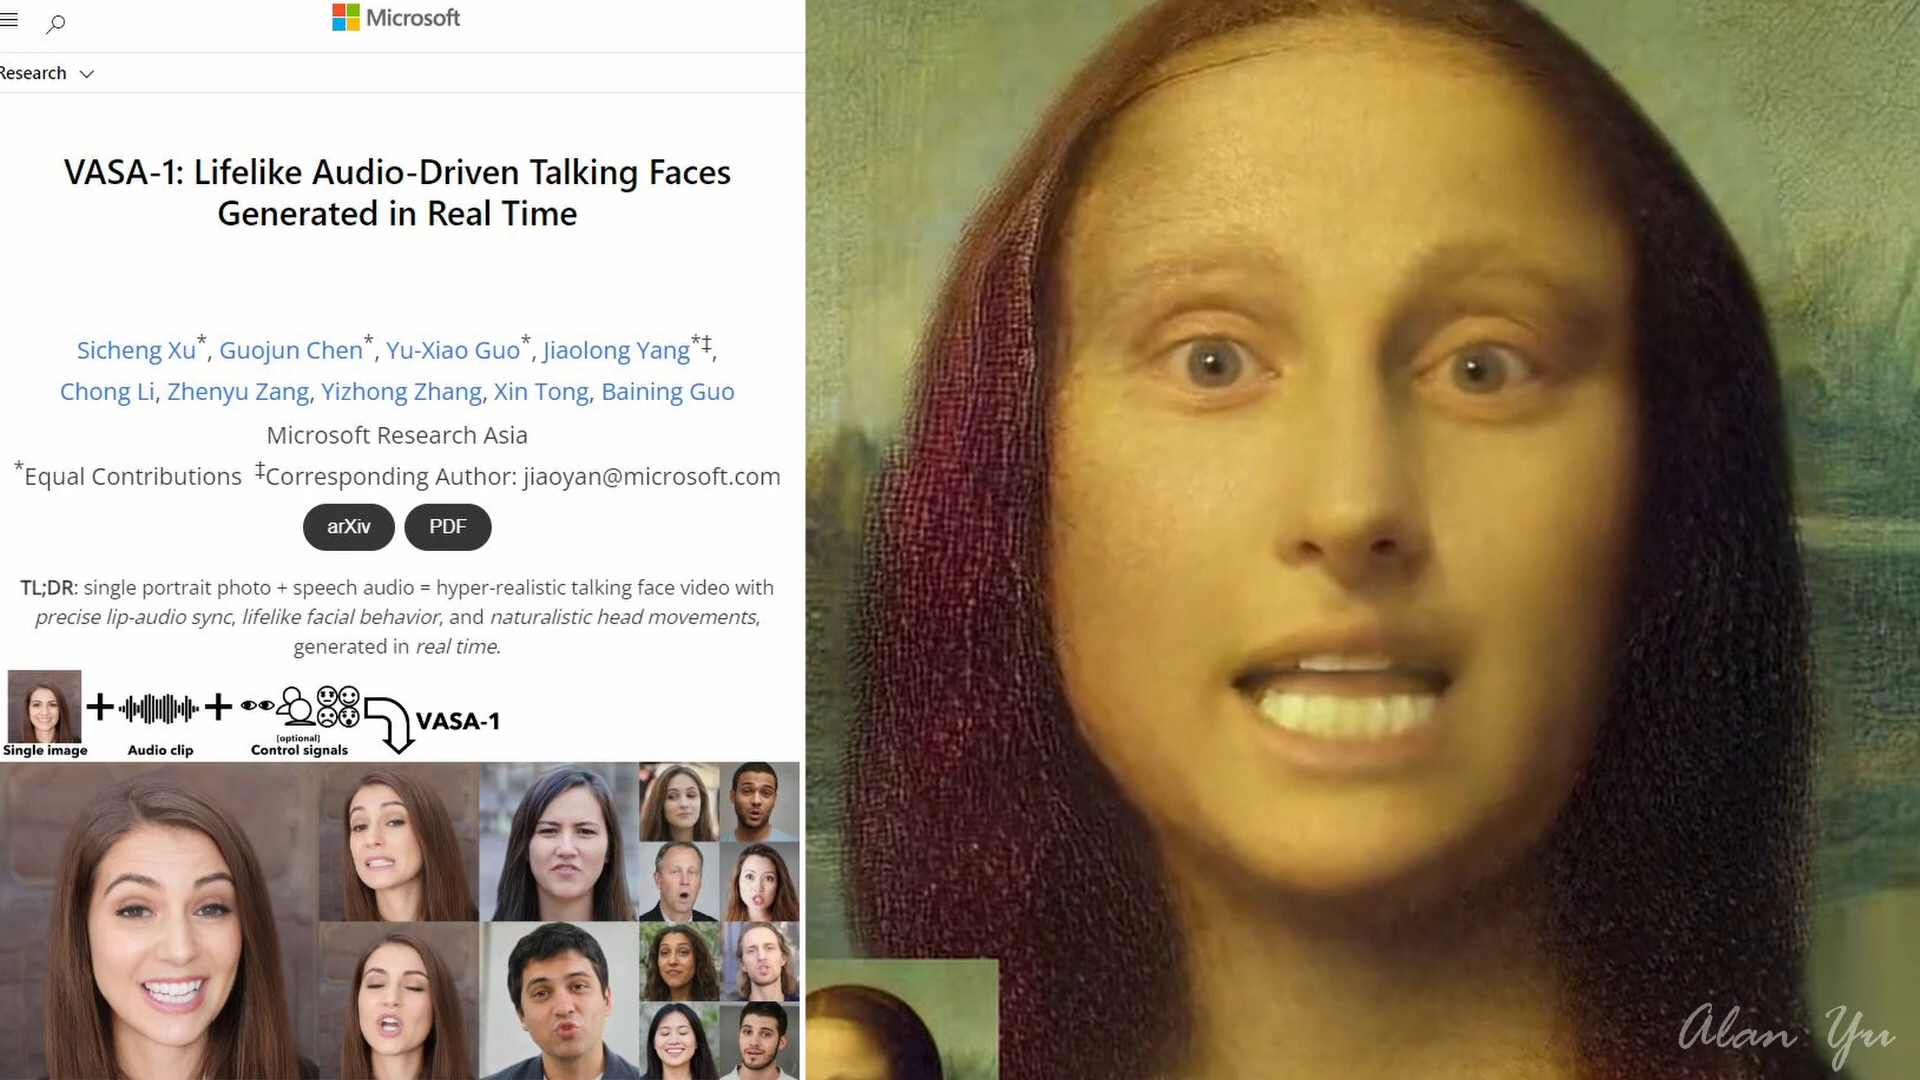 Microsoft
Research
VASA-1: Lifelike Audio-Driven Talking Faces
Generated in Real Time
Sicheng Xu*, Guojun Chen*, Yu-Xiao Guo*, Jiaolong Yang*‡,
Chong Li, Zhenyu Zang, Yizhong Zhang, Xin Tong, Baining Guo
Microsoft Research Asia
*Equal Contributions ‡Corresponding Author: jiaoyan@microsoft.com
arXiv PDF
TL;DR: single portrait photo + speech audio = hyper-realistic talking face video with
precise lip-audio sync, lifelike facial behavior, and naturalistic head movements,
generated in real time.
VASA-1
(optional)
Single image Audio clip Control signals
Alan Yu